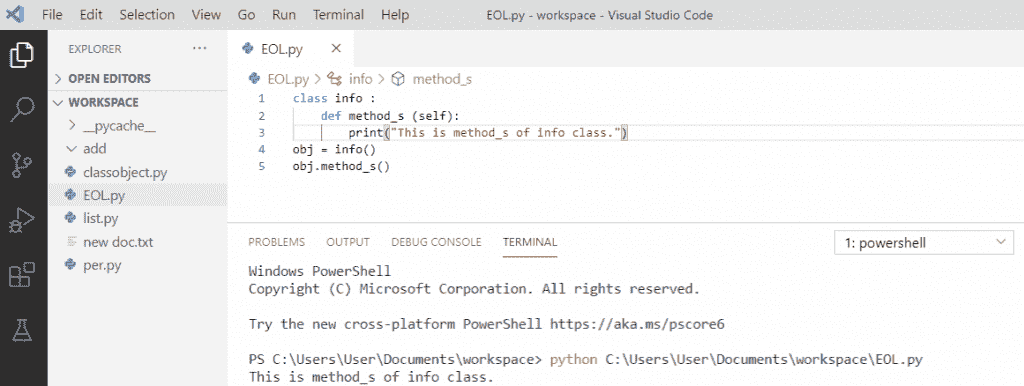 File Edit Selection View Go Run Terminal Help EOL.py - workspace - Visual Studio Code
EXPLORER ···
OPEN EDITORS
WORKSPACE
__pycache__
add
classobject.py
EOL.py
list.py
new doc.txt
per.py
EOL.py ×
EOL.py > info > method_s
1 class info :
2     def method_s (self):
3         print("This is method_s of info class.")
4 obj = info()
5 obj.method_s()
PROBLEMS OUTPUT DEBUG CONSOLE TERMINAL 1: powershell
Windows PowerShell
Copyright (C) Microsoft Corporation. All rights reserved.
Try the new cross-platform PowerShell https://aka.ms/pscore6
PS C:\Users\User\Documents\workspace> python C:\Users\User\Documents\workspace\EOL.py
This is method_s of info class.